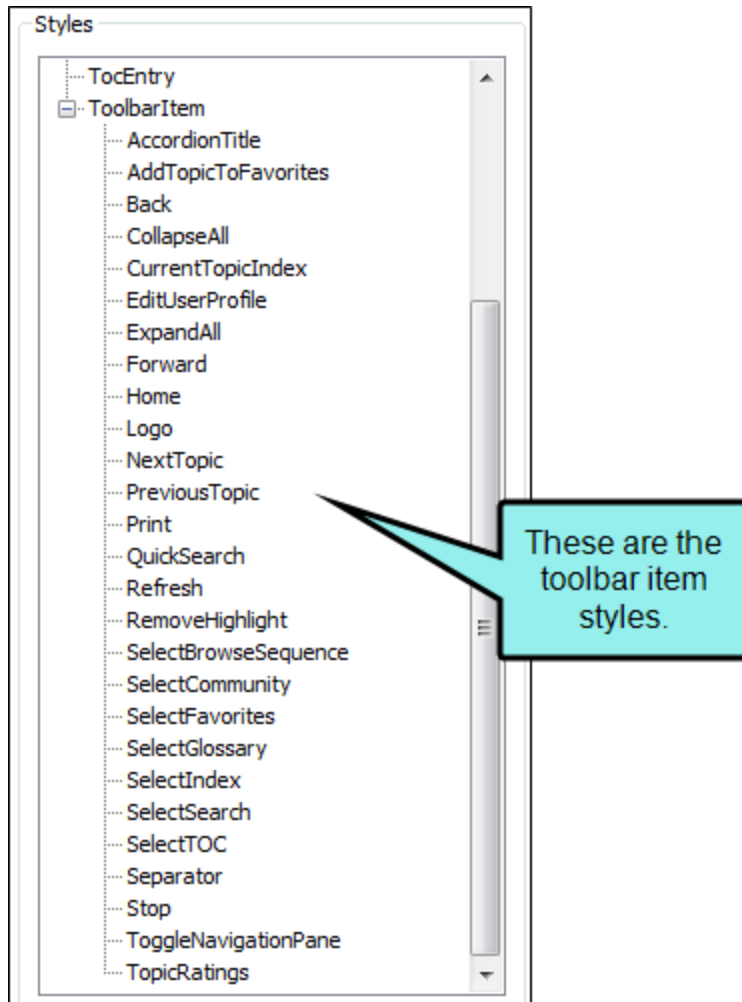 Styles
TocEntry
ToolbarItem
AccordionTitle
AddTopicToFavorites
Back
CollapseAll
CurrentTopicIndex
EditUserProfile
ExpandAll
Forward
Home
Logo
NextTopic
PreviousTopic
Print
QuickSearch
Refresh
RemoveHighlight
SelectBrowseSequence
SelectCommunity
SelectFavorites
SelectGlossary
SelectIndex
SelectSearch
SelectTOC
Separator
Stop
ToggleNavigationPane
TopicRatings
These are the
toolbar item
styles.